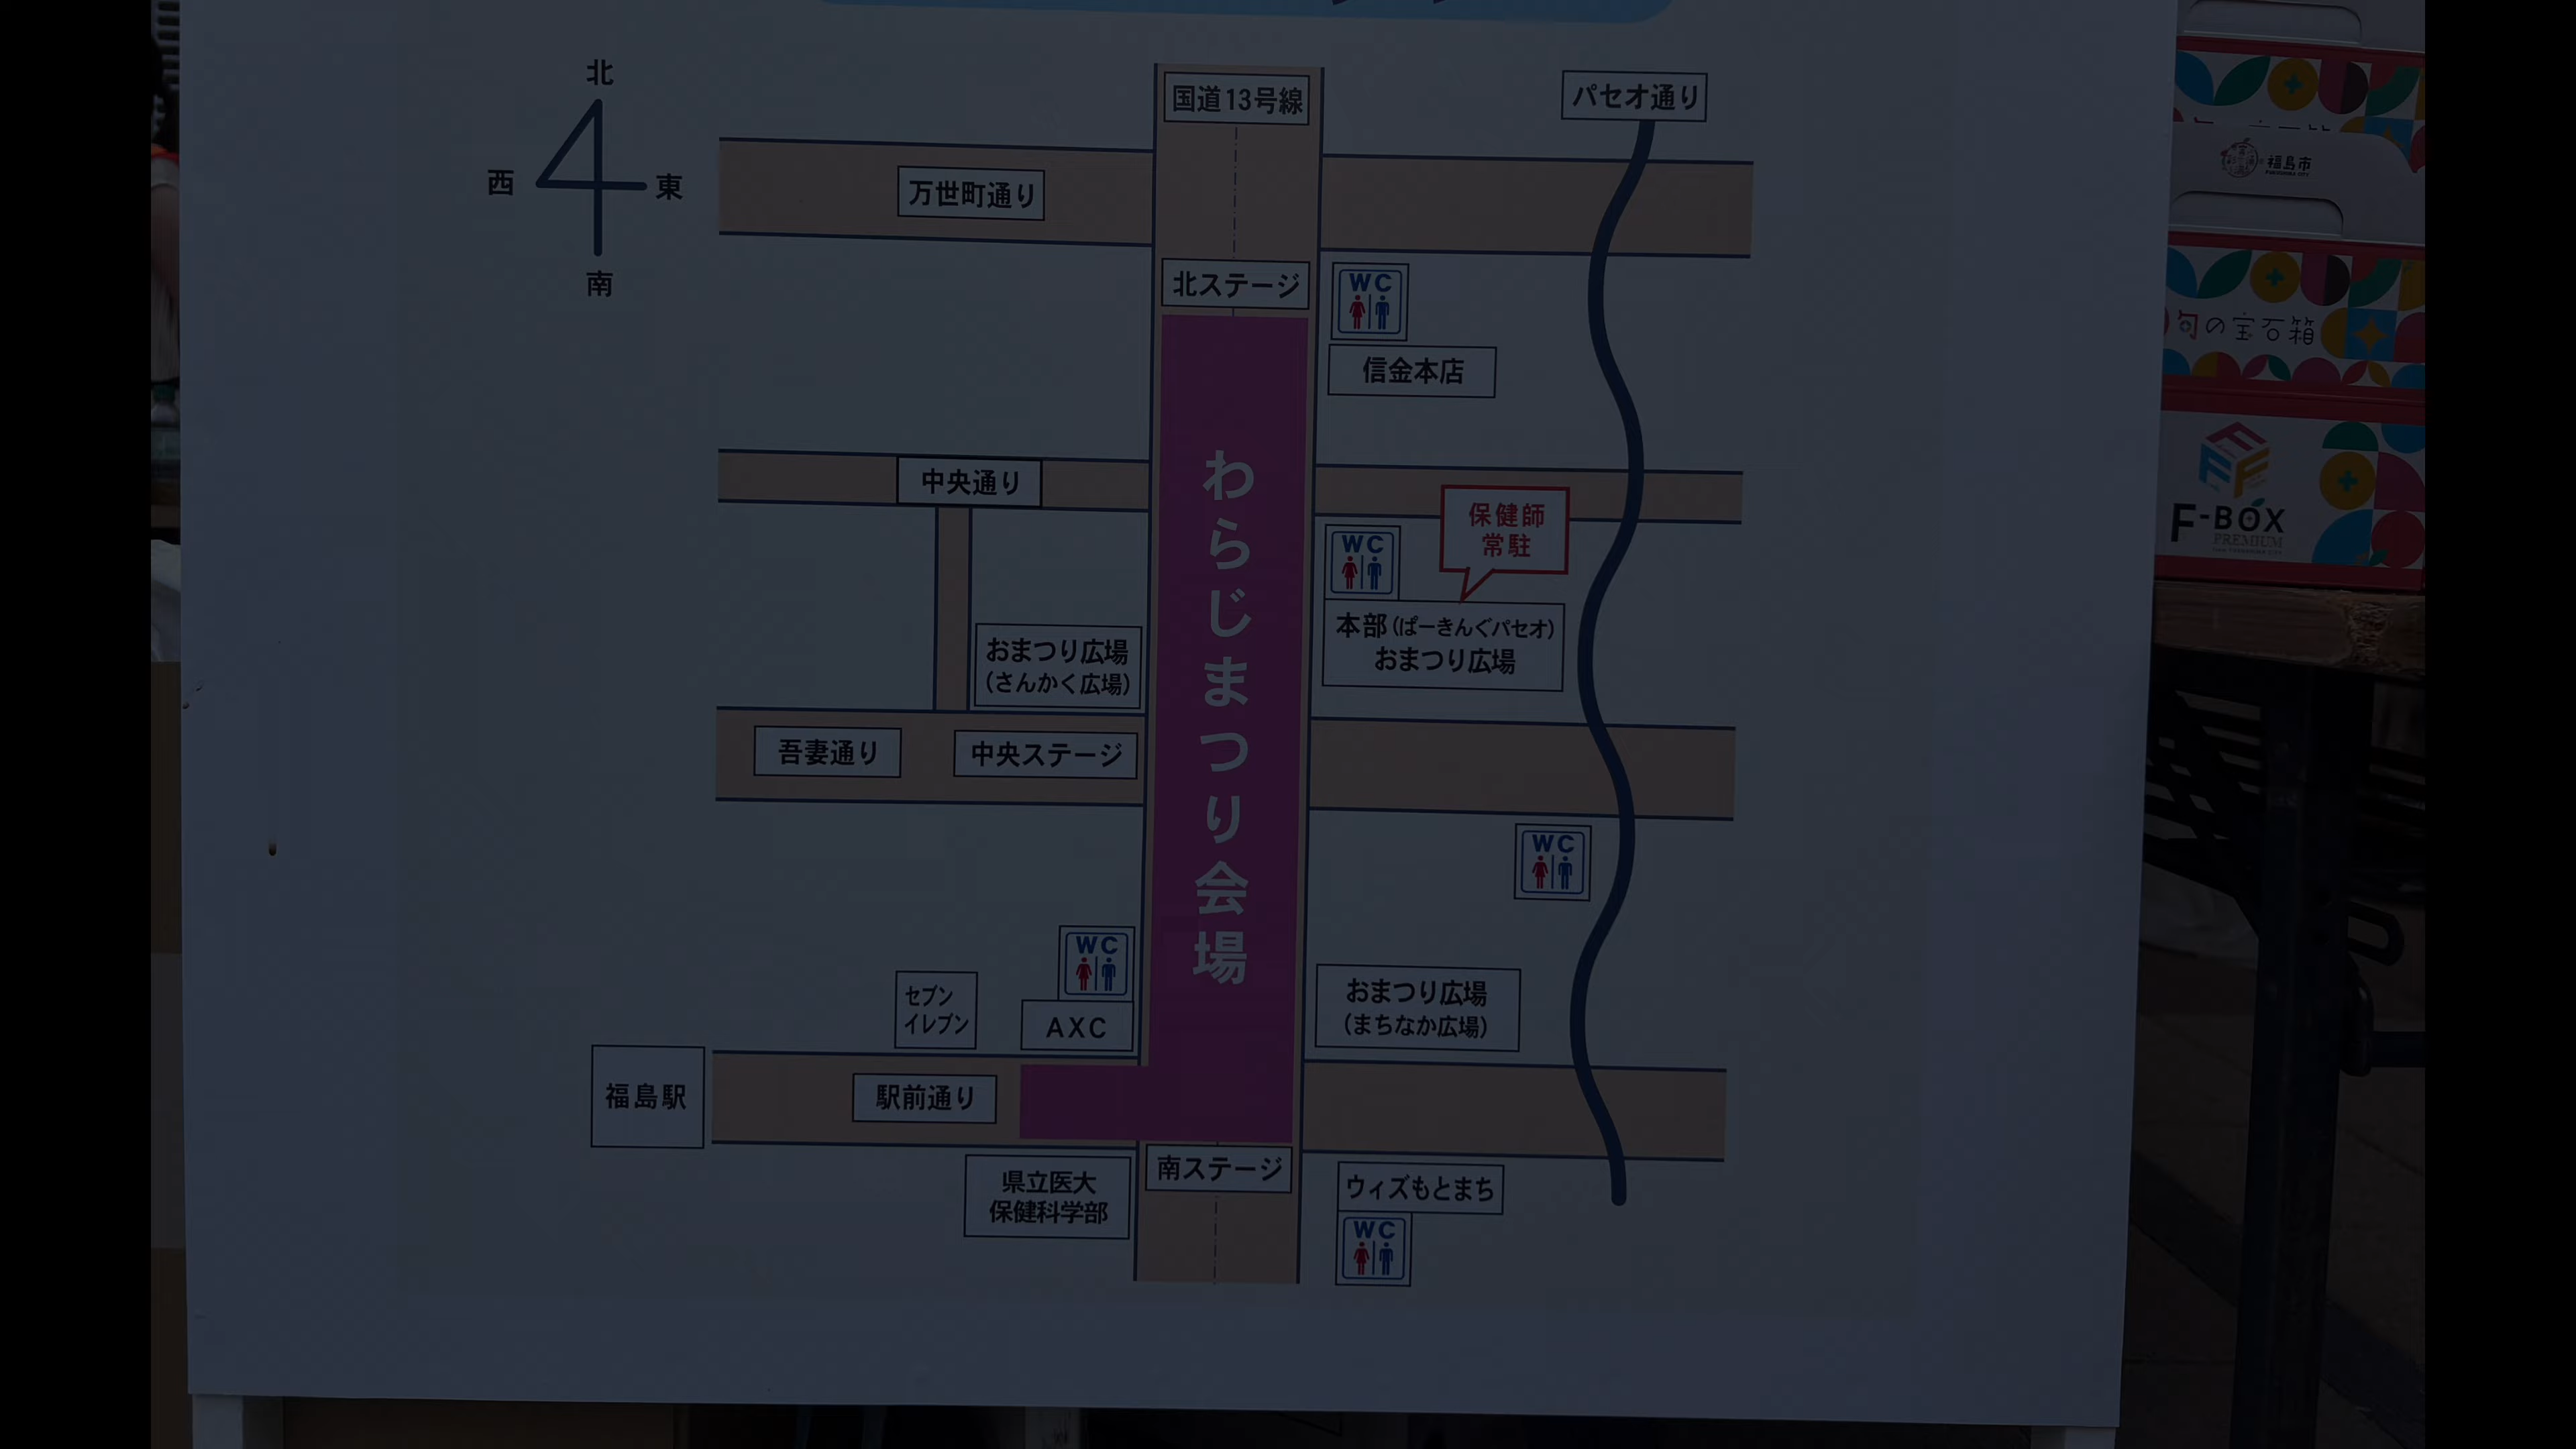 北
西
東
南
国道13号線
パセオ通り
万世町通り
北ステージ
WC
信金本店
中央通り
保健師
常駐
WC
本部(ぱーきんぐパセオ)
おまつり広場
おまつり広場
(さんかく広場)
吾妻通り
中央ステージ
わらじまつり会場
WC
WC
セブン
イレブン
AXC
おまつり広場
(まちなか広場)
福島駅
駅前通り
南ステージ
県立医大
保健科学部
ウィズもとまち
WC
福島市
FUKUSHIMA CITY
旬の宝石箱
F-BOX
PREMIUM